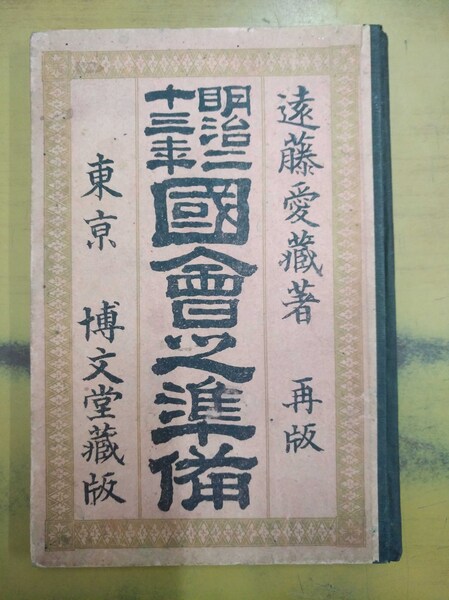 遠藤愛藏著 再版
明治二
十三年
國會之準備
東京 博文堂藏版